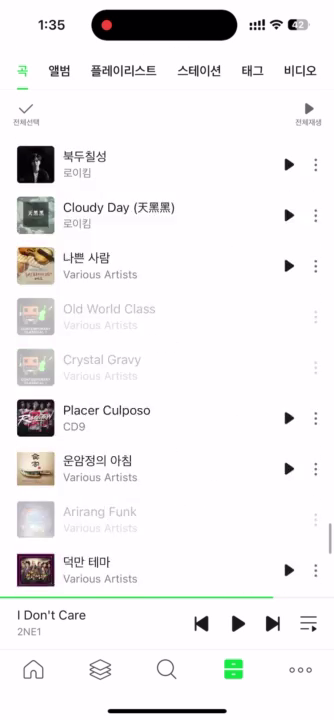 1:35
42
곡 앨범 플레이리스트 스테이션 태그 비디오
전체선택 전체재생
북두칠성
로이킴
Cloudy Day (天黑黑)
로이킴
나쁜 사람
Various Artists
Old World Class
Various Artists
Crystal Gravy
Various Artists
Placer Culposo
CD9
운암정의 아침
Various Artists
Arirang Funk
Various Artists
덕만 테마
Various Artists
I Don't Care
2NE1